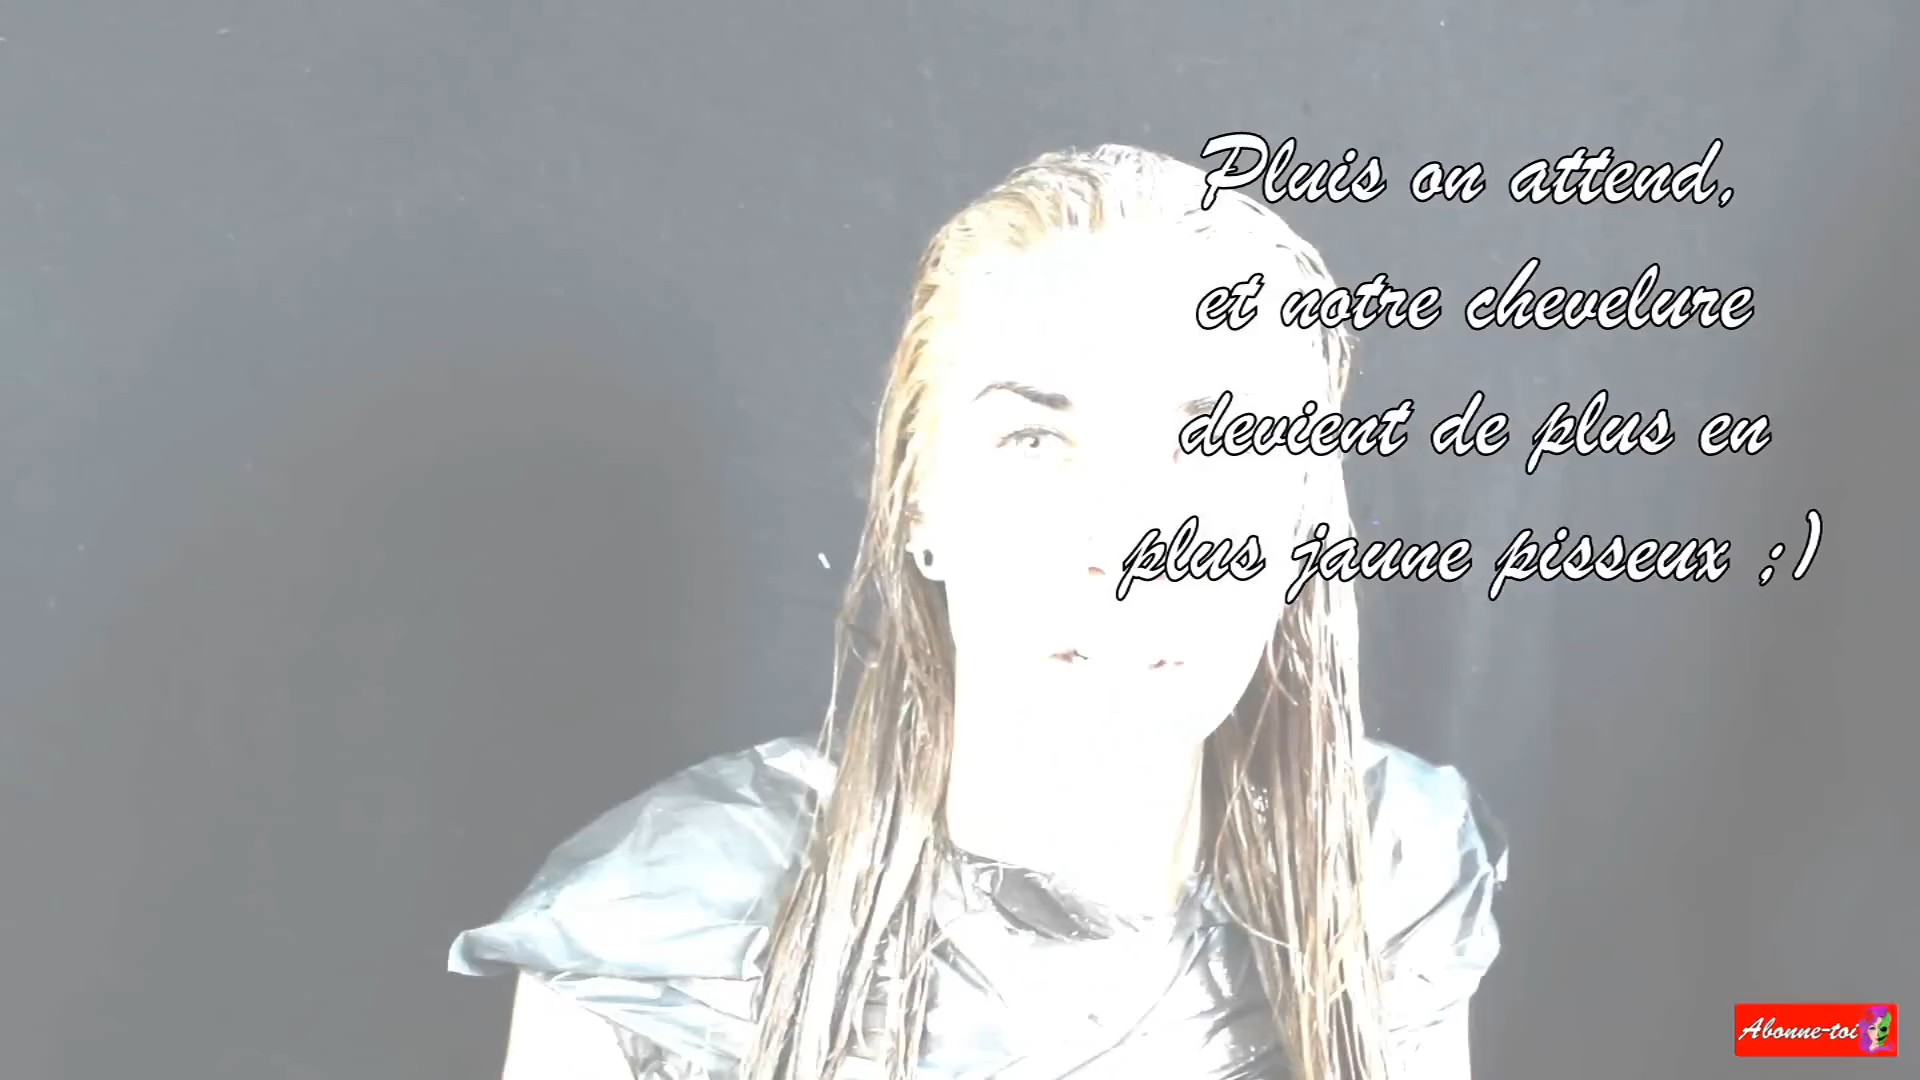 Pluis on attend,
et notre chevelure
devient de plus en
plus jaune pisseux ;)
Abonne-toi